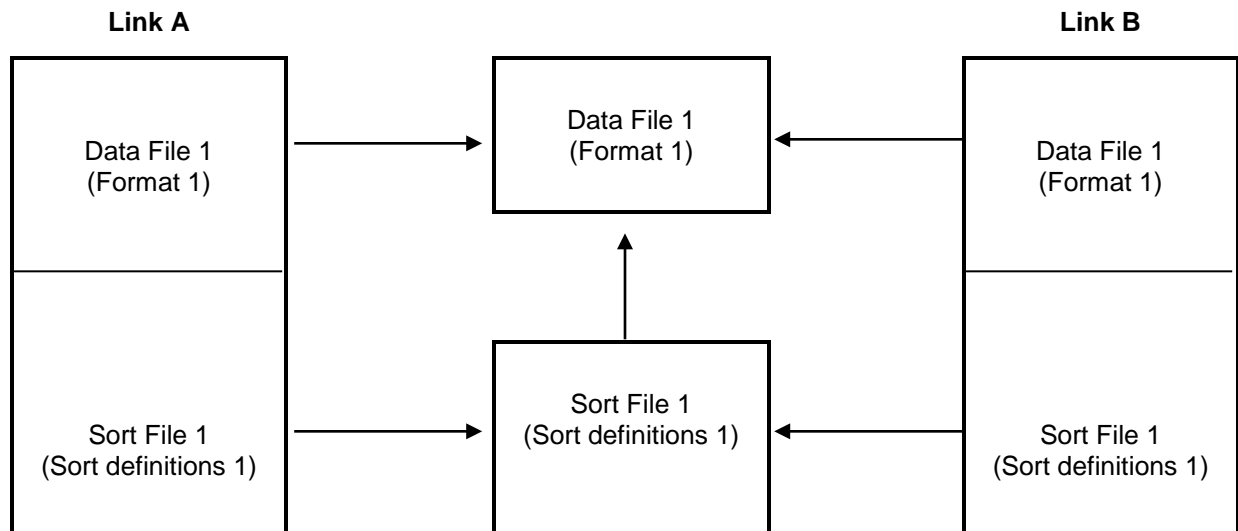 Link A
Link B
Data File 1
(Format 1)
Data File 1
(Format 1)
Data File 1
(Format 1)
Sort File 1
(Sort definitions 1)
Sort File 1
(Sort definitions 1)
Sort File 1
(Sort definitions 1)